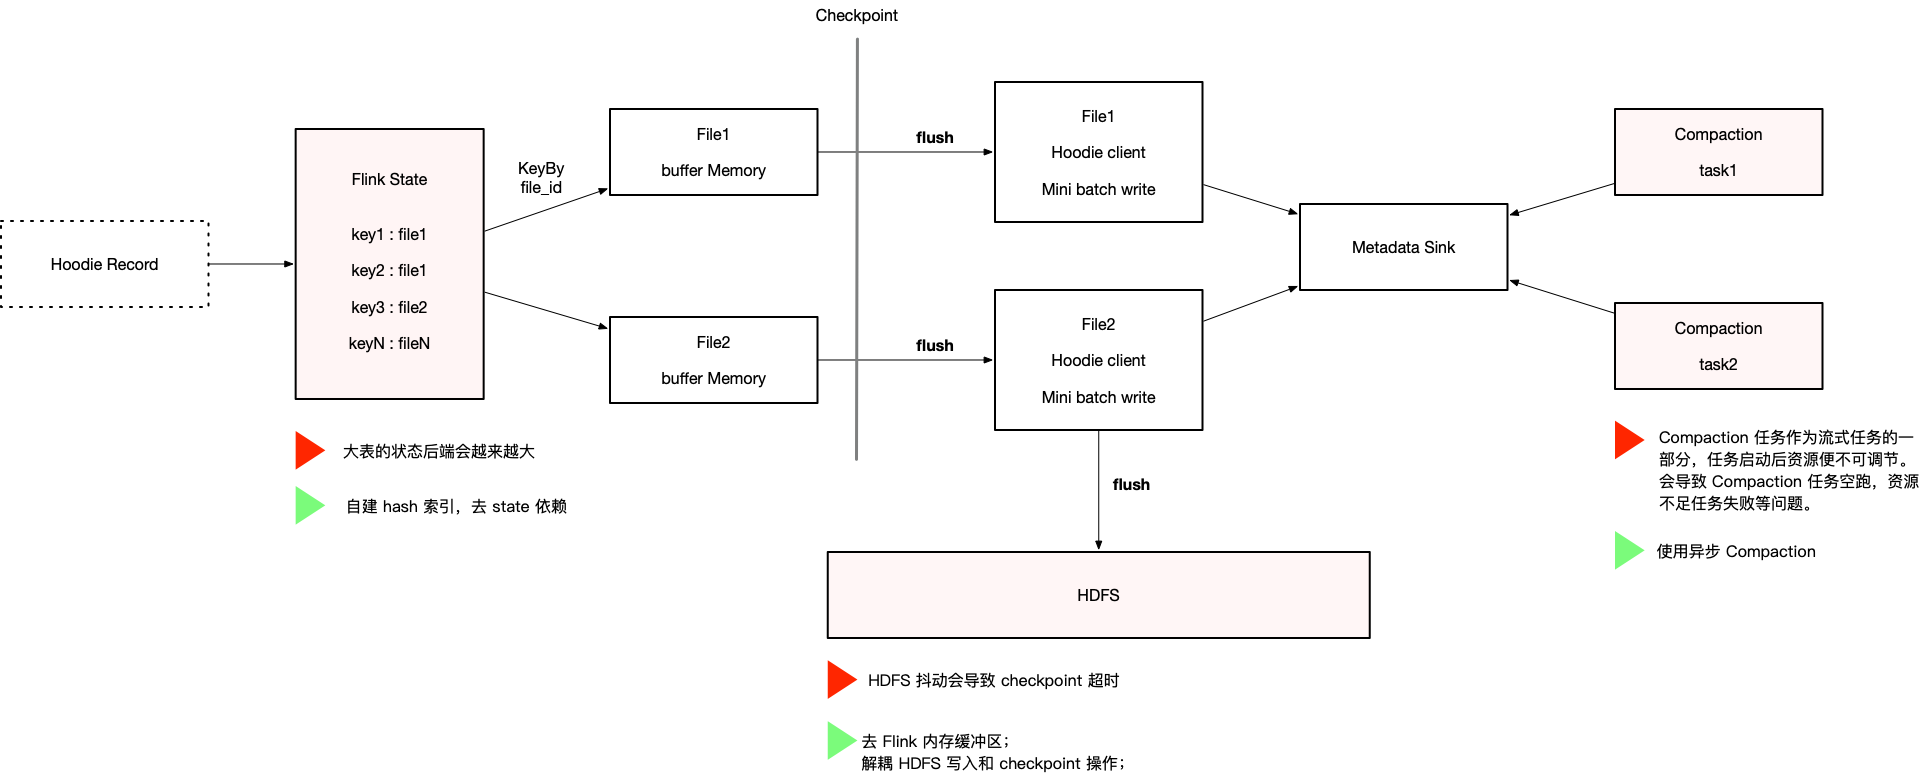 Checkpoint
Hoodie Record
Flink State
key1 : file1
key2 : file1
key3 : file2
keyN : fileN
KeyBy
file_id
File1
buffer Memory
File2
buffer Memory
flush
flush
File1
Hoodie client
Mini batch write
File2
Hoodie client
Mini batch write
Metadata Sink
Compaction
task1
Compaction
task2
大表的状态后端会越来越大
自建 hash 索引，去 state 依赖
flush
HDFS
HDFS 抖动会导致 checkpoint 超时
去 Flink 内存缓冲区；
解耦 HDFS 写入和 checkpoint 操作；
Compaction 任务作为流式任务的一
部分，任务启动后资源便不可调节。
会导致 Compaction 任务空跑，资源
不足任务失败等问题。
使用异步 Compaction